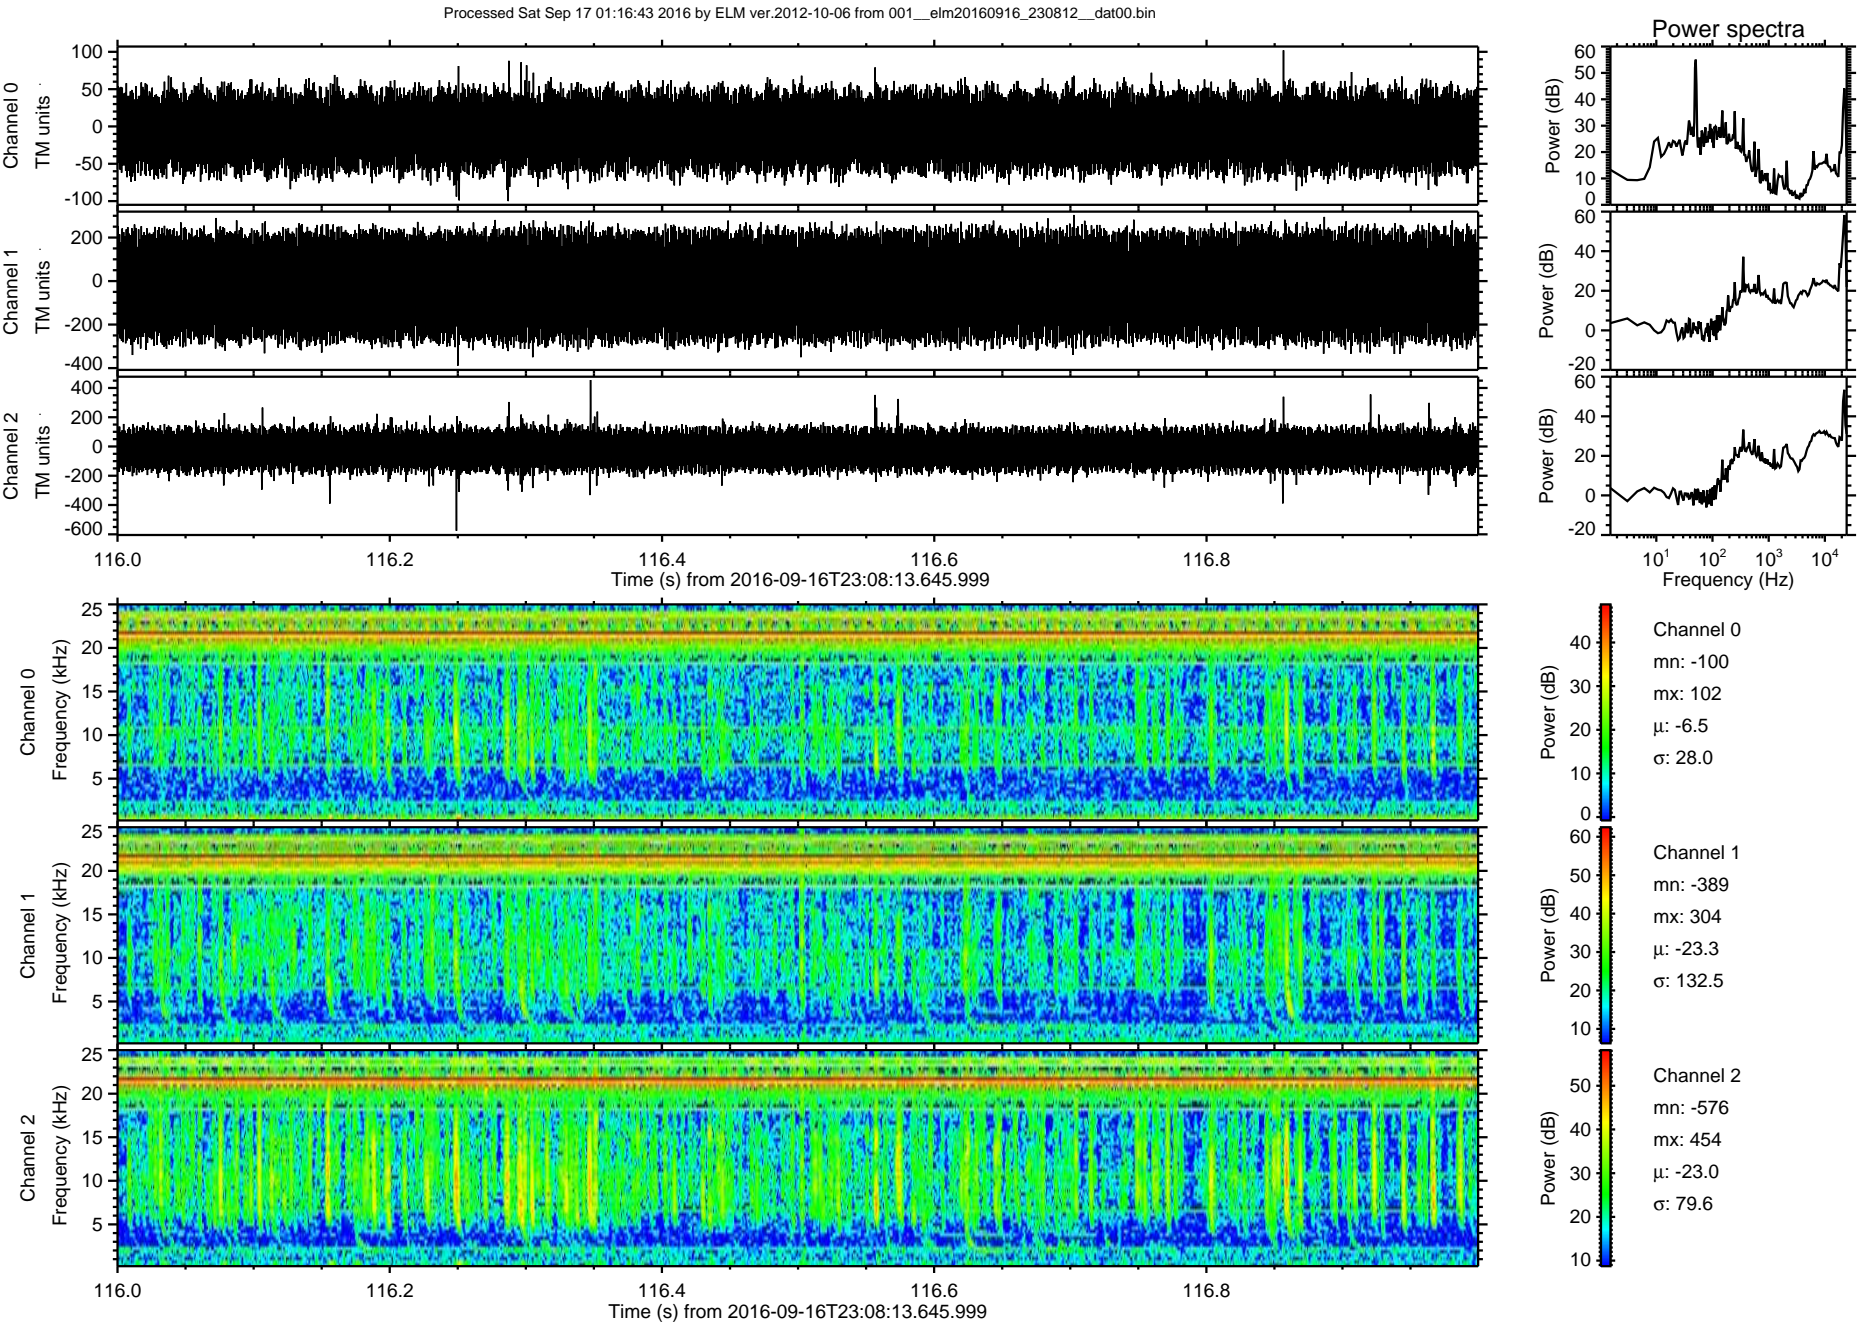 Processed Sat Sep 17 01:16:43 2016 by ELM ver.2012-10-06 from 001__elm20160916_230812__dat00.bin
Power spectra
Channel 0
TM units
100
50
0
-50
-100
Power (dB)
60
50
40
30
20
10
0
Channel 1
TM units
200
0
-200
-400
Power (dB)
60
40
20
0
-20
Channel 2
TM units
400
200
0
-200
-400
-600
Power (dB)
60
40
20
0
-20
116.0 116.2 116.4 116.6 116.8
Time (s) from 2016-09-16T23:08:13.645.999
10^1 10^2 10^3 10^4
Frequency (Hz)
Channel 0
Frequency (kHz)
25
20
15
10
5
Power (dB)
40
30
20
10
0
Channel 0
mn: -100
mx: 102
µ: -6.5
σ: 28.0
Channel 1
Frequency (kHz)
25
20
15
10
5
Power (dB)
60
50
40
30
20
10
Channel 1
mn: -389
mx: 304
µ: -23.3
σ: 132.5
Channel 2
Frequency (kHz)
25
20
15
10
5
Power (dB)
50
40
30
20
10
Channel 2
mn: -576
mx: 454
µ: -23.0
σ: 79.6
116.0 116.2 116.4 116.6 116.8
Time (s) from 2016-09-16T23:08:13.645.999